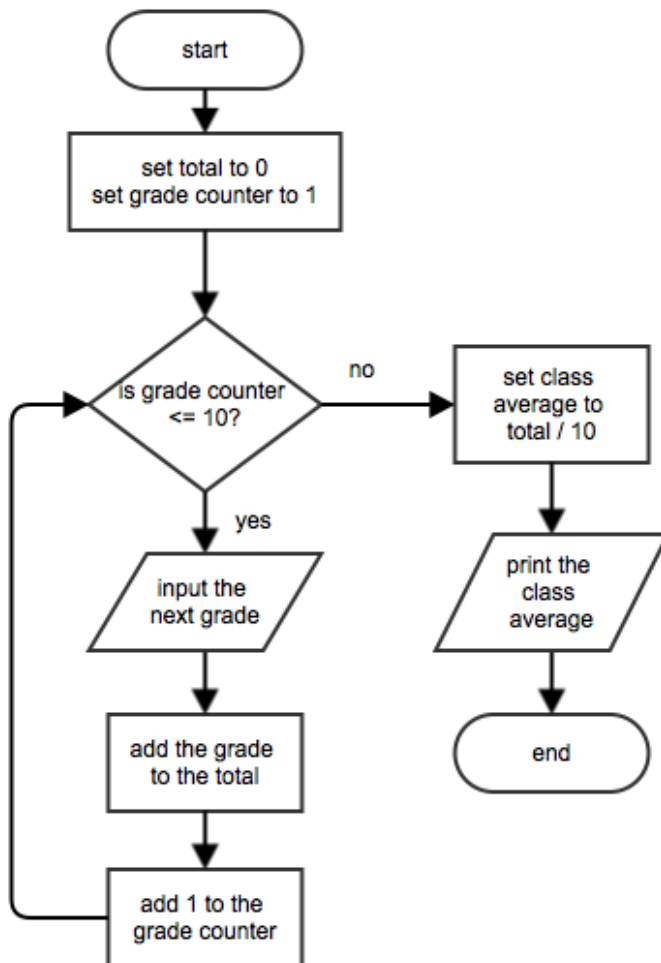 start
set total to 0
set grade counter to 1
is grade counter
<= 10?
no
set class
average to
total / 10
yes
input the
next grade
print the
class
average
add the grade
to the total
end
add 1 to the
grade counter